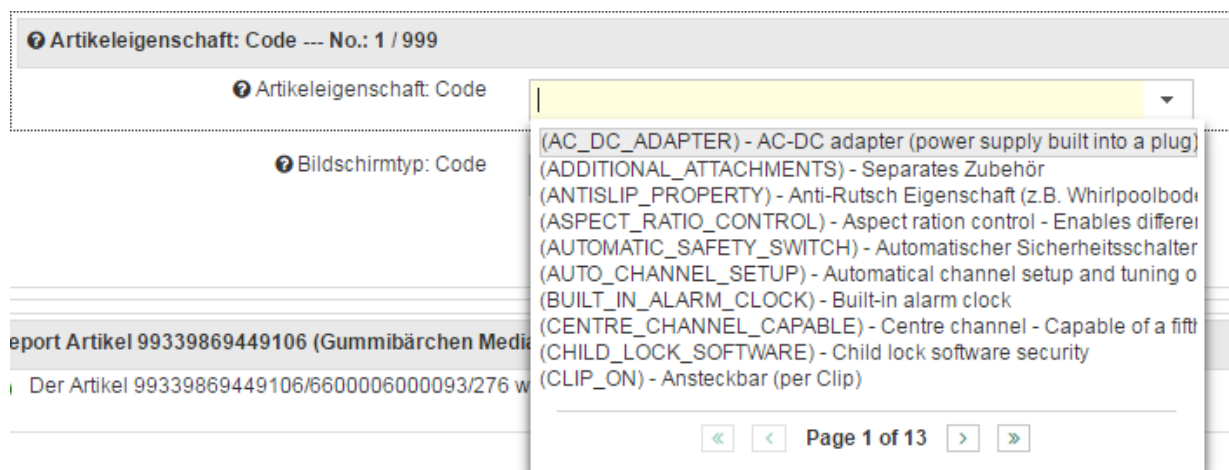 Artikeleigenschaft: Code --- No.: 1 / 999
Artikeleigenschaft: Code
(AC_DC_ADAPTER) - AC-DC adapter (power supply built into a plug)
(ADDITIONAL_ATTACHMENTS) - Separates Zubehör
(ANTISLIP_PROPERTY) - Anti-Rutsch Eigenschaft (z.B. Whirlpoolbode
(ASPECT_RATIO_CONTROL) - Aspect ration control - Enables differen
(AUTOMATIC_SAFETY_SWITCH) - Automatischer Sicherheitsschalter
(AUTO_CHANNEL_SETUP) - Automatical channel setup and tuning o
(BUILT_IN_ALARM_CLOCK) - Built-in alarm clock
(CENTRE_CHANNEL_CAPABLE) - Centre channel - Capable of a fifth
(CHILD_LOCK_SOFTWARE) - Child lock software security
(CLIP_ON) - Ansteckbar (per Clip)
Page 1 of 13
Bildschirmtyp: Code
eport Artikel 99339869449106 (Gummibärchen Media
Der Artikel 99339869449106/6600006000093/276 w